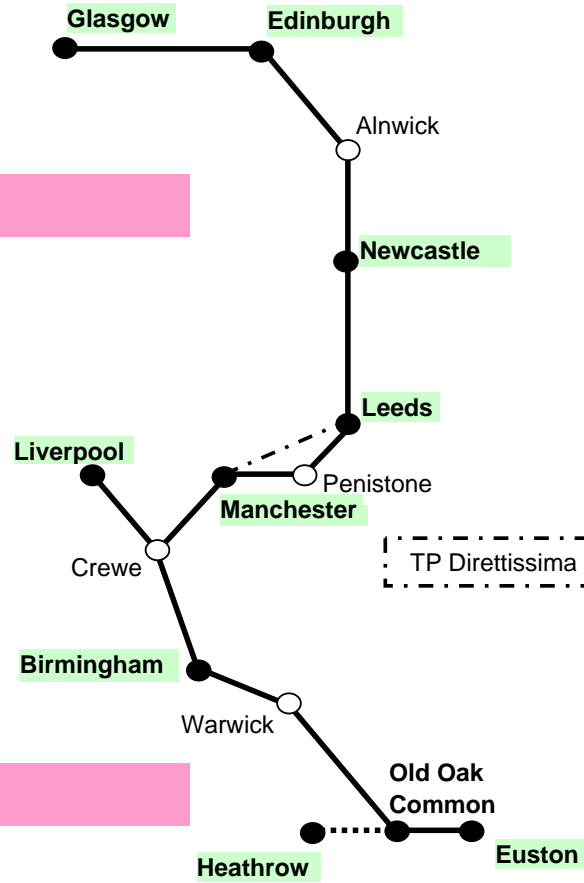 Glasgow
Edinburgh
Alnwick
Newcastle
Leeds
Liverpool
Penistone
Manchester
TP Direttissima
Crewe
Birmingham
Warwick
Old Oak
Common
Heathrow
Euston